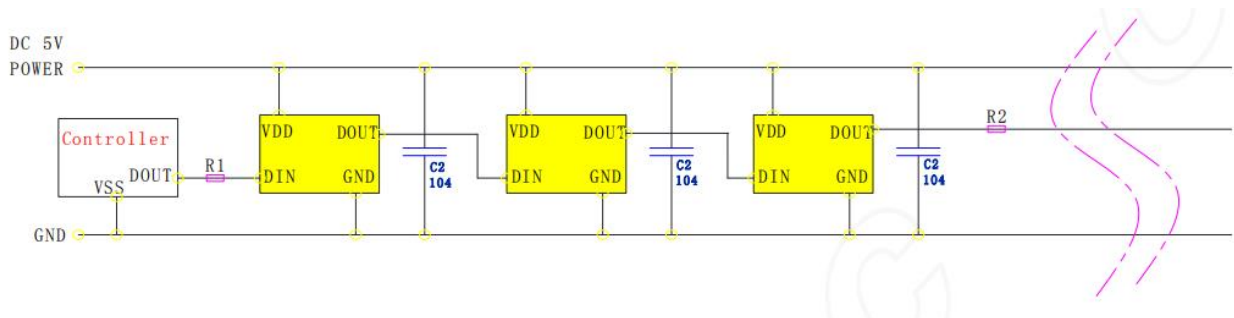 DC 5V
POWER
Controller
DOUT
VSS
R1
VDD
DOUT
DIN
GND
C2
104
VDD
DOUT
DIN
GND
C2
104
VDD
DOUT
DIN
GND
C2
104
R2
GND